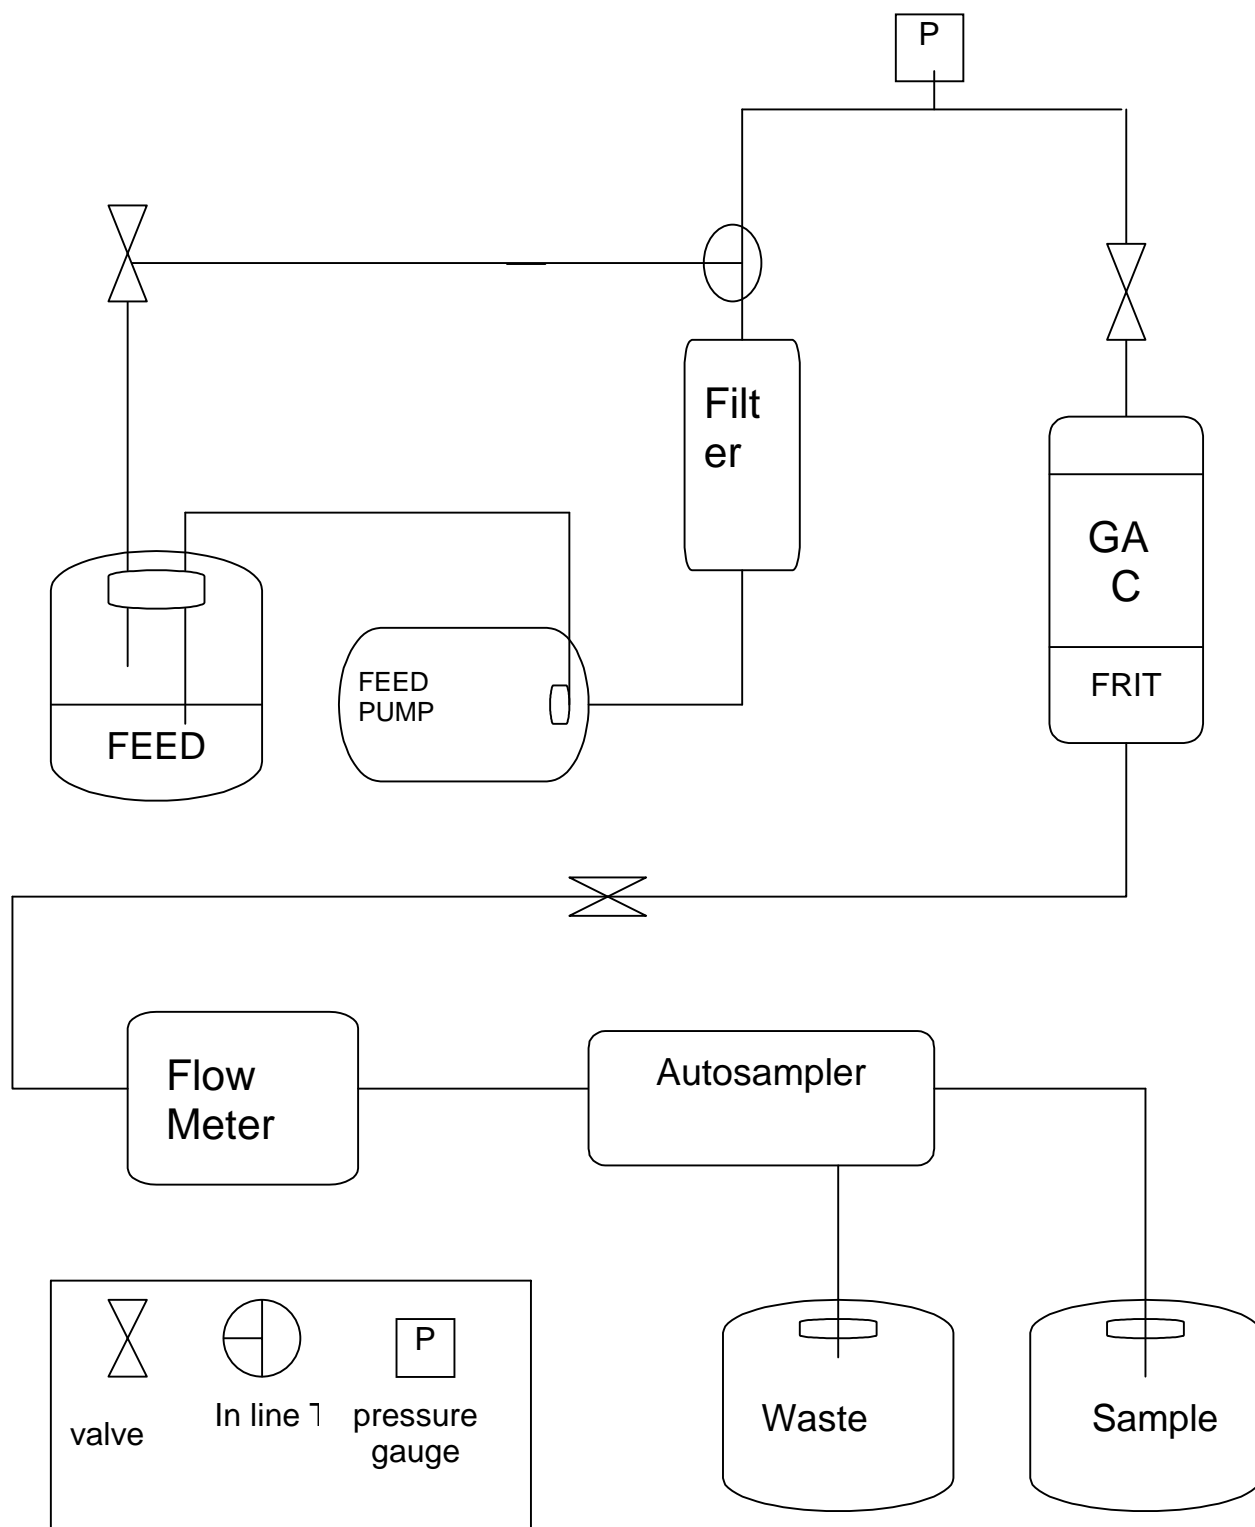 P
Filt
er
GA
C
FRIT
FEED
PUMP
FEED
Flow
Meter
Autosampler
P
valve
In line T
pressure
gauge
Waste
Sample